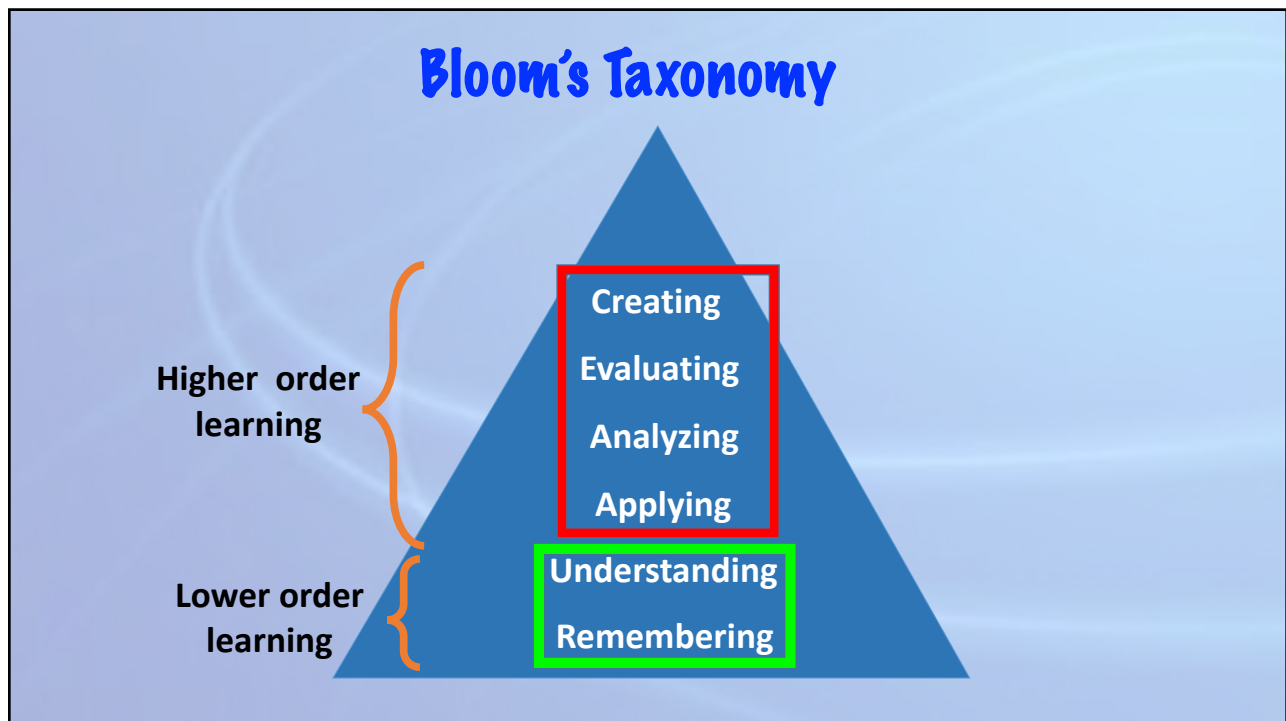 Bloom's Taxonomy
Creating
Evaluating
Higher order
learning
Analyzing
Applying
Understanding
Lower order
learning
Remembering